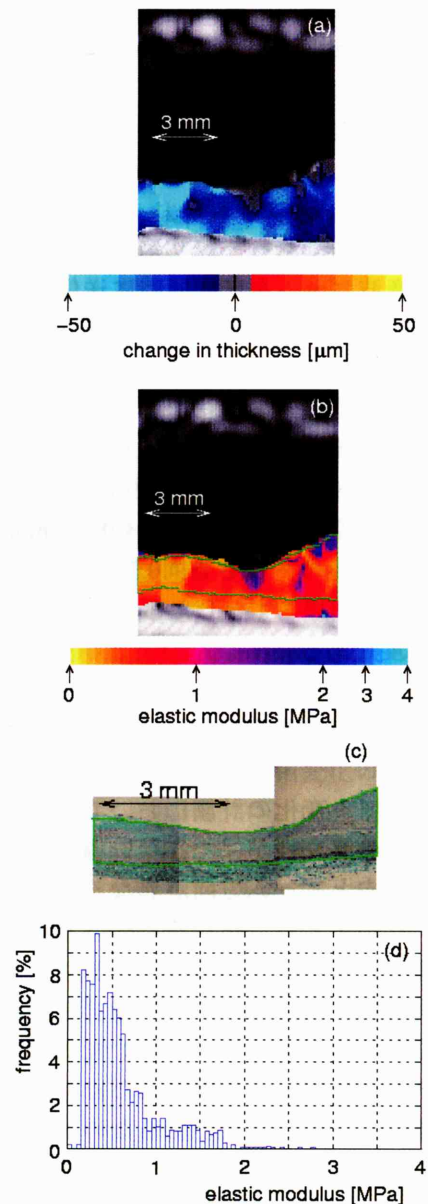 (a)
3 mm
−50 0 50
change in thickness [μm]
(b)
3 mm
0 1 2 3 4
elastic modulus [MPa]
(c)
3 mm
(d)
frequency [%]
10
8
6
4
2
0
0 1 2 3 4
elastic modulus [MPa]